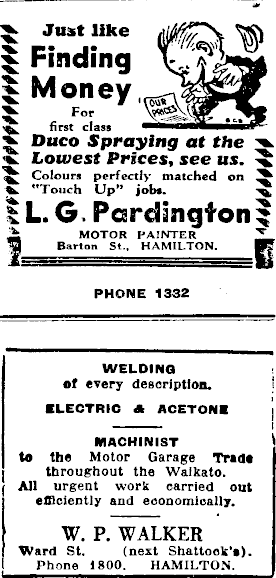 Just like
Finding
Money
OUR
PRICES
For
first class
Duco Spraying at the
Lowest Prices, see us.
Colours perfectly matched on
"Touch Up" jobs.
L. G. Pardington
MOTOR PAINTER
Barton St., HAMILTON.
PHONE 1332
WELDING
of every description.
ELECTRIC & ACETONE
MACHINIST
to the Motor Garage Trade
throughout the Waikato.
All urgent work carried out
efficiently and economically.
W. P. WALKER
Ward St. (next Shattock's).
Phone 1800. HAMILTON.